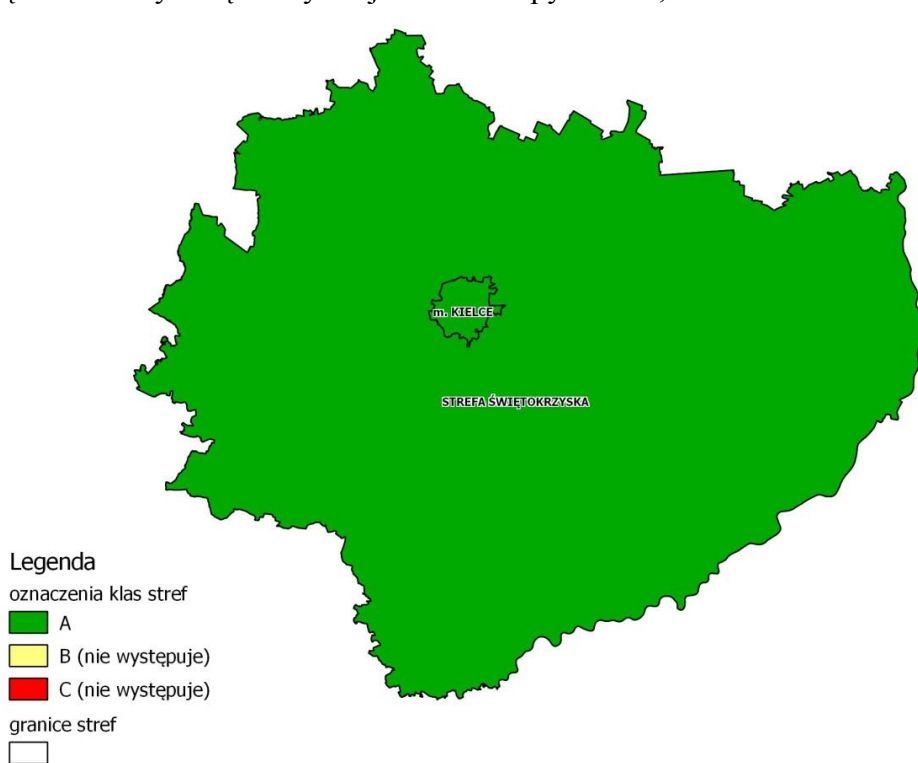 m. KIELCE
STREFA ŚWIĘTOKRZYSKA
Legenda
oznaczenia klas stref
A
B (nie występuje)
C (nie występuje)
granice stref